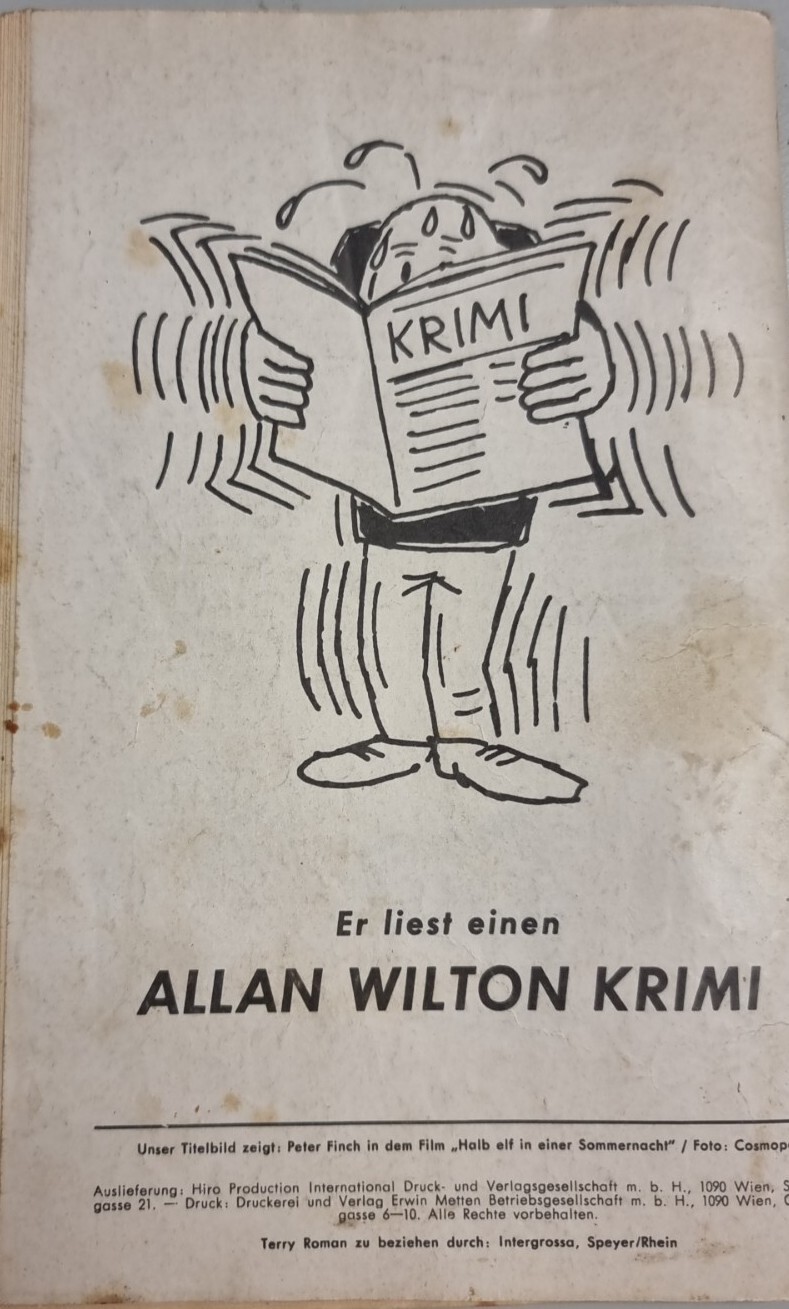 KRIMI
Er liest einen
ALLAN WILTON KRIMI
Unser Titelbild zeigt: Peter Finch in dem Film „Halb elf in einer Sommernacht" / Foto:
Auslieferung: Hiro Production International Druck- und Verlagsgesellschaft m. b. H., 1090 Wien,
gasse 21. — Druck: Druckerei und Verlag Erwin Metten Betriebsgesellschaft m. b. H., 1090 Wien,
gasse 6—10. Alle Rechte vorbehalten.
Terry Roman zu beziehen durch: Intergrossa, Speyer/Rhein